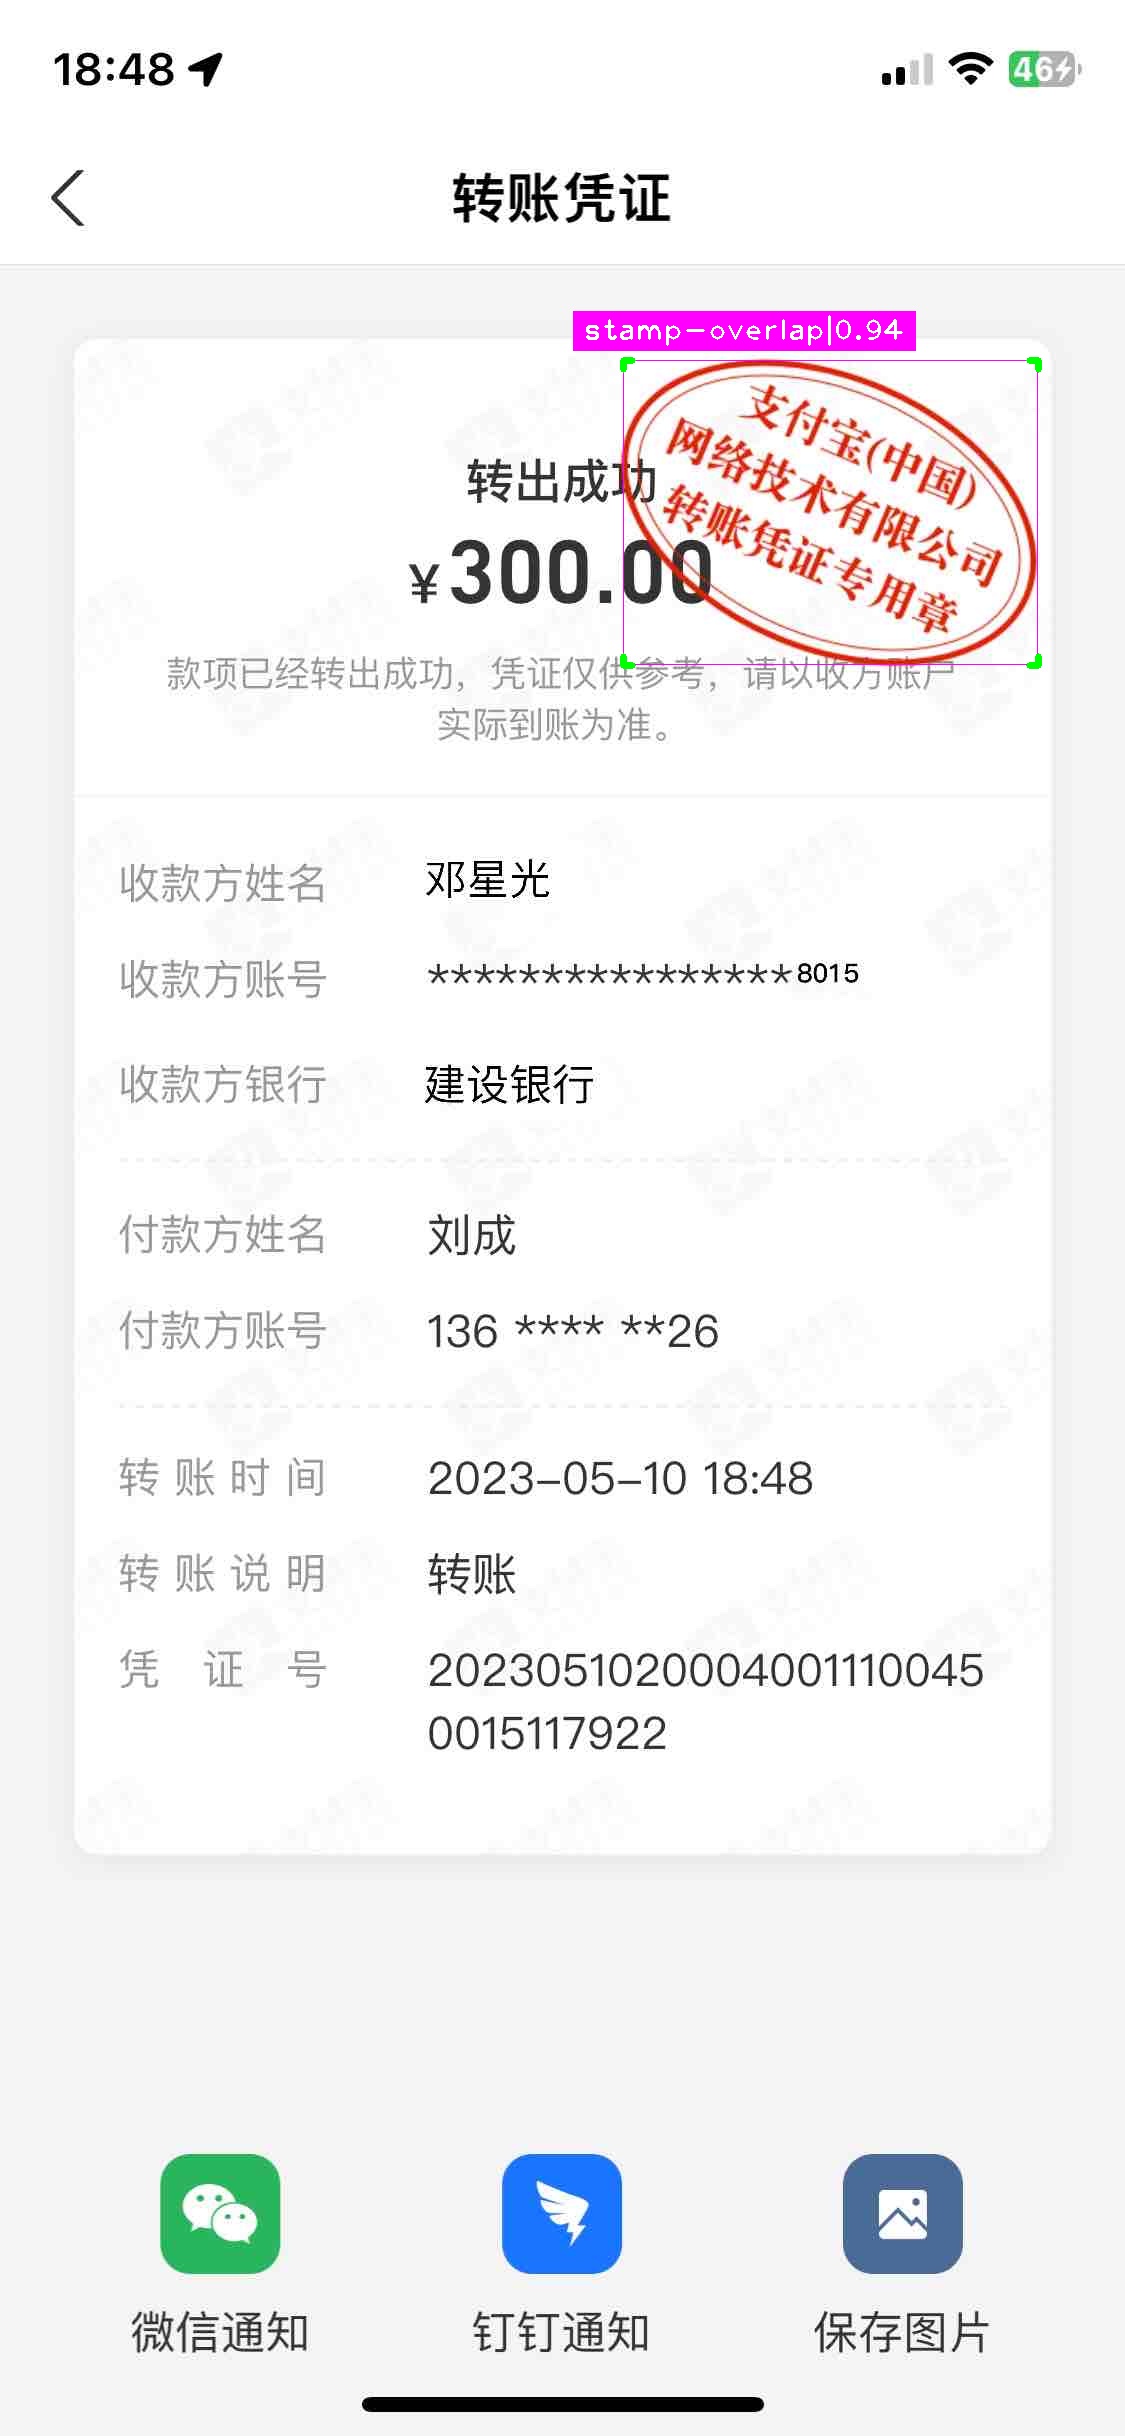 18:48
46
转账凭证
stamp-overlap|0.94
支付宝(中国)
网络技术有限公司
转账凭证专用章
转出成功
¥300.00
款项已经转出成功，凭证仅供参考，请以收方账户
实际到账为准。
收款方姓名 邓星光
收款方账号 ****************8015
收款方银行 建设银行
付款方姓名 刘成
付款方账号 136 **** **26
转账时间 2023-05-10 18:48
转账说明 转账
凭证号 2023051020004001110045
0015117922
微信通知 钉钉通知 保存图片